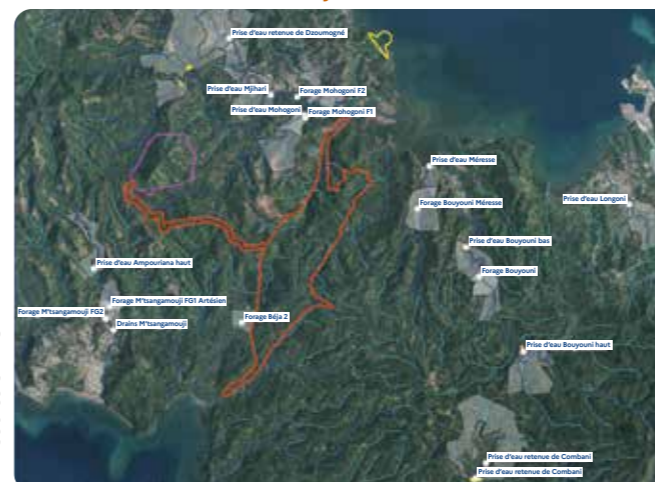 Prise d'eau retenue de Dzoumogné
Prise d'eau Mjihari
Forage Mohogoni F2
Prise d'eau Mohogoni
Forage Mohogoni F1
Prise d'eau Méresse
Prise d'eau Longoni
Forage Bouyouni Méresse
Prise d'eau Bouyouni bas
Prise d'eau Ampouriana haut
Forage Bouyouni
Forage M'tsangamouji FG1 Artésien
Forage M'tsangamouji FG2
Drains M'tsangamouji
Forage Béja 2
Prise d'eau Bouyouni haut
Prise d'eau retenue de Combani
Prise d'eau retenue de Combani